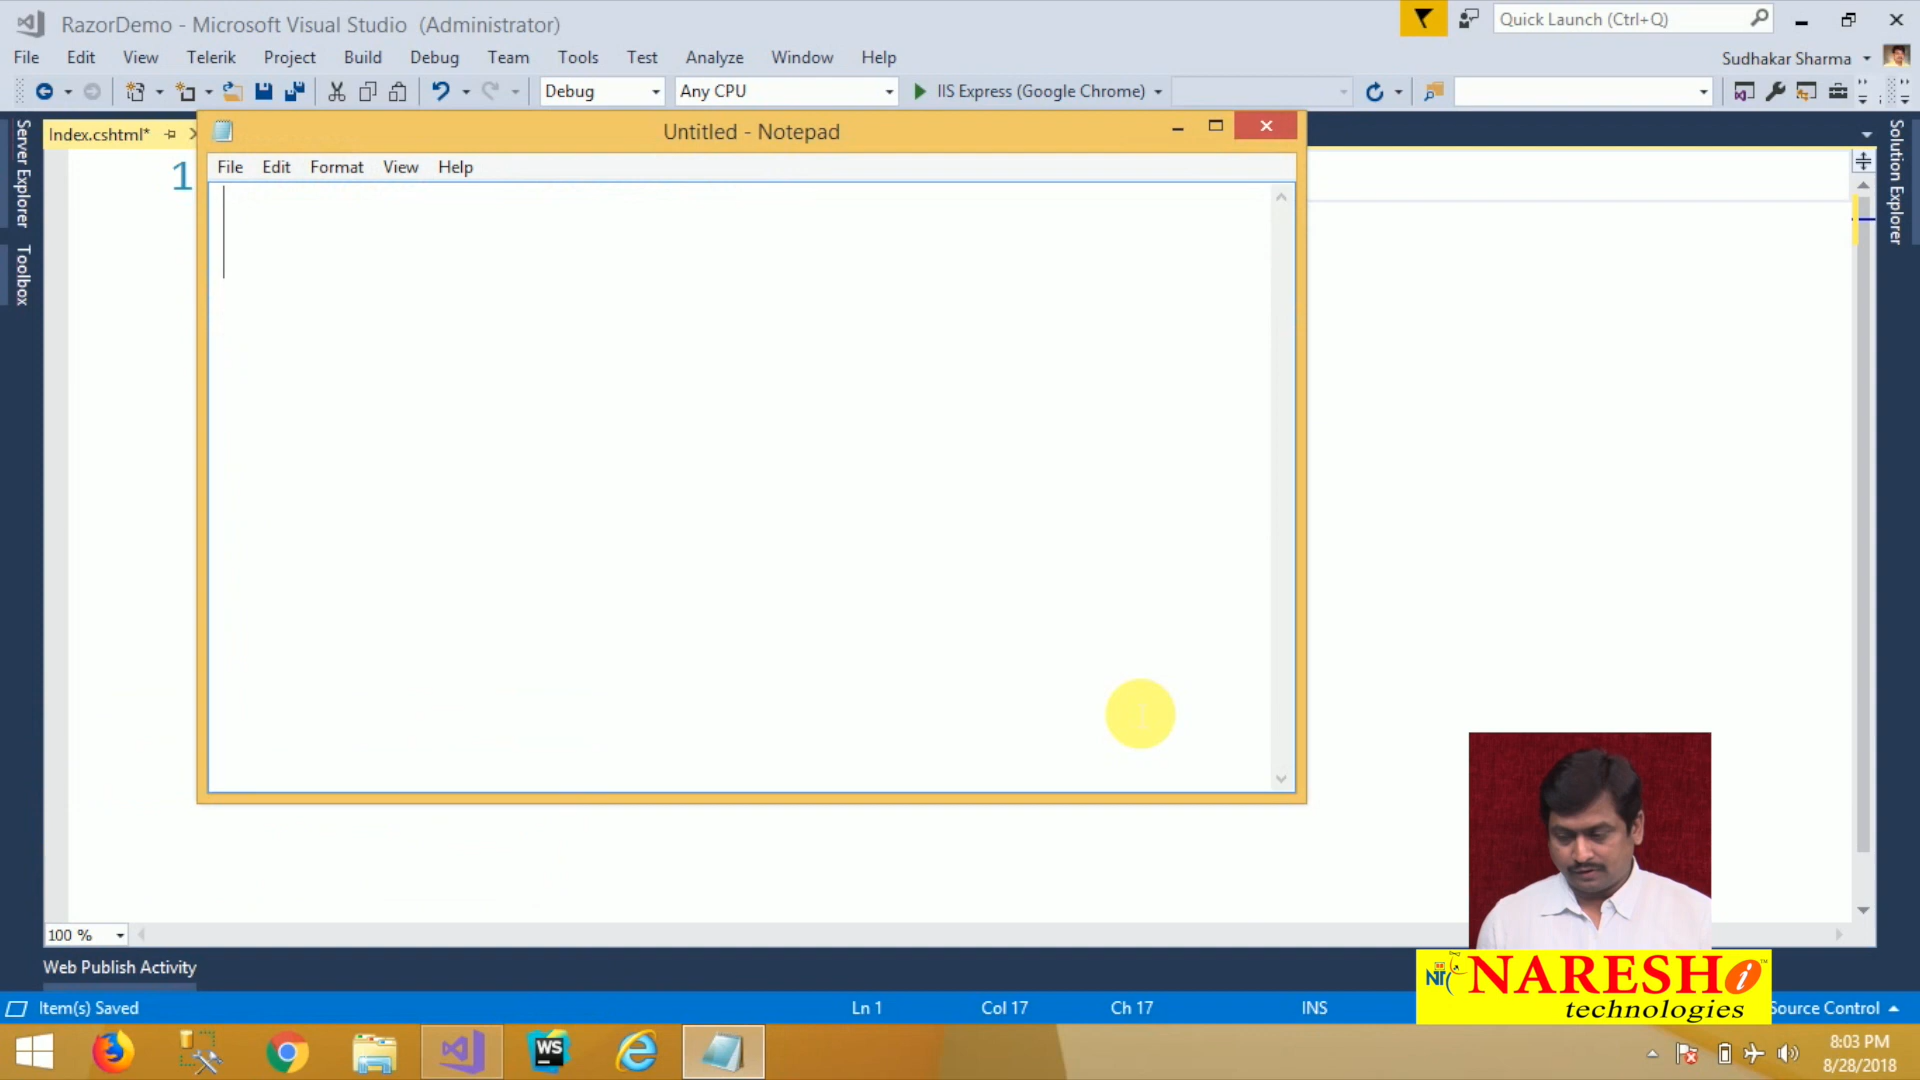 RazorDemo - Microsoft Visual Studio (Administrator)
Quick Launch (Ctrl+Q)
File Edit View Telerik Project Build Debug Team Tools Test Analyze Window Help
Sudhakar Sharma
Debug
Any CPU
IIS Express (Google Chrome)
Server Explorer
Toolbox
Index.cshtml*
1
Untitled - Notepad
File Edit Format View Help
Solution Explorer
100 %
Web Publish Activity
Item(s) Saved
Ln 1
Col 17
Ch 17
INS
Source Control
NARESH i
technologies
WS
8:03 PM
8/28/2018